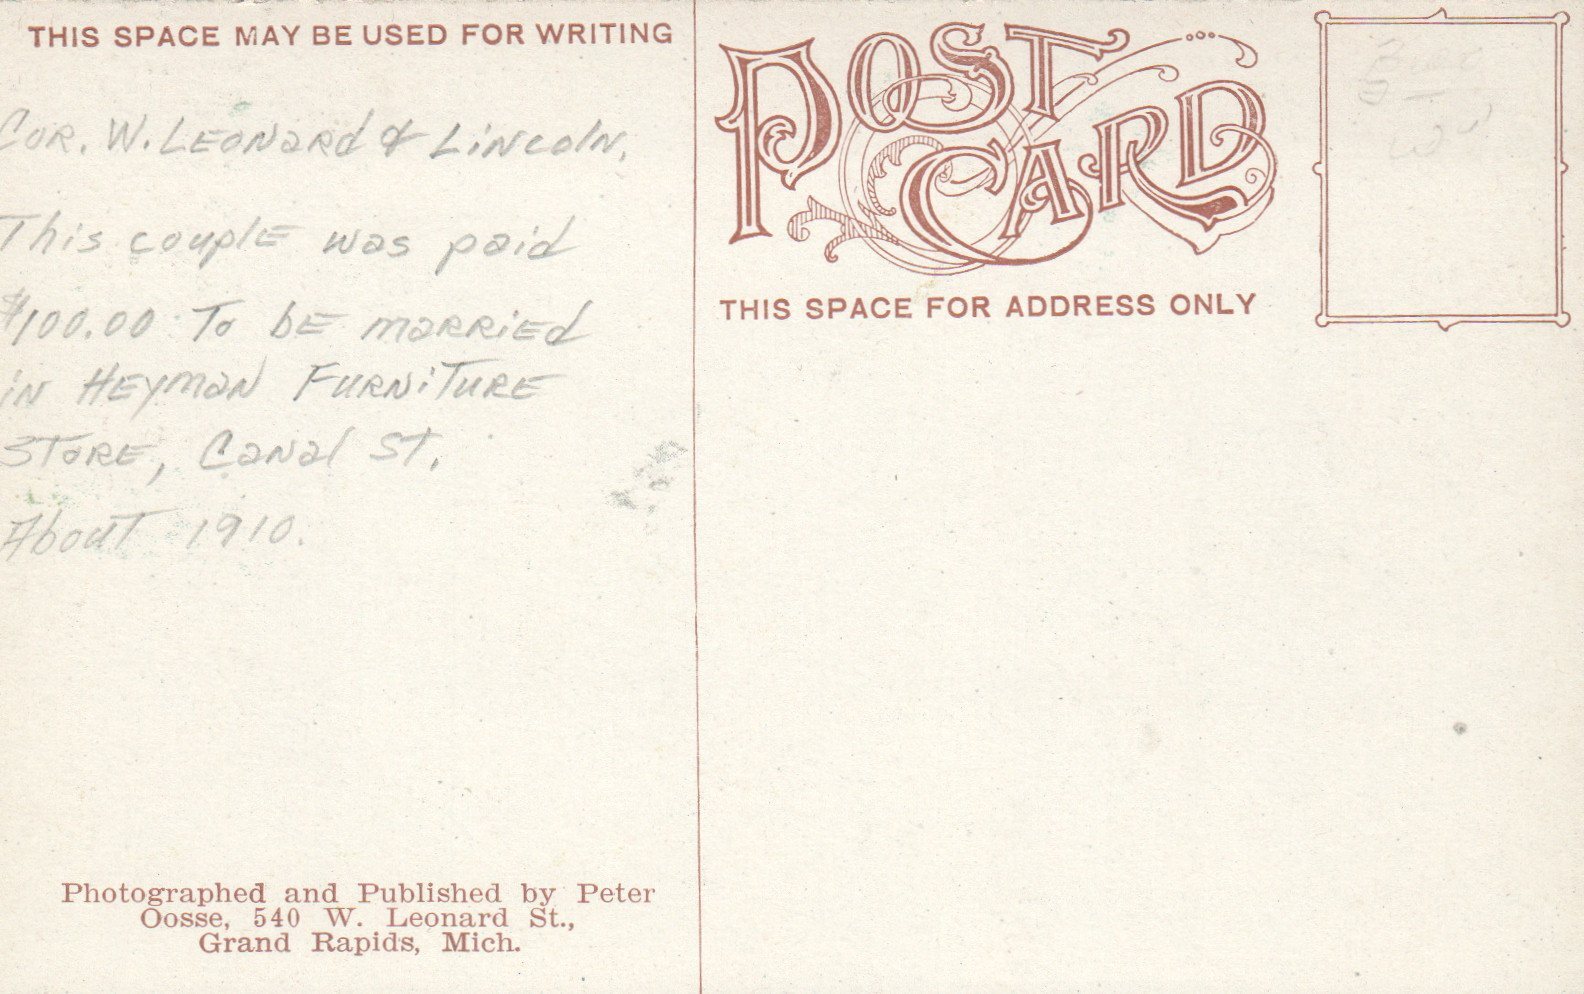 THIS SPACE MAY BE USED FOR WRITING
Cor. W. Leonard & Lincoln.
This couple was paid
$100.00 To be married
in Heyman Furniture
Store, Canal St.
About 1910.
Photographed and Published by Peter
Oosse, 540 W. Leonard St.,
Grand Rapids, Mich.
POST
CARD
THIS SPACE FOR ADDRESS ONLY